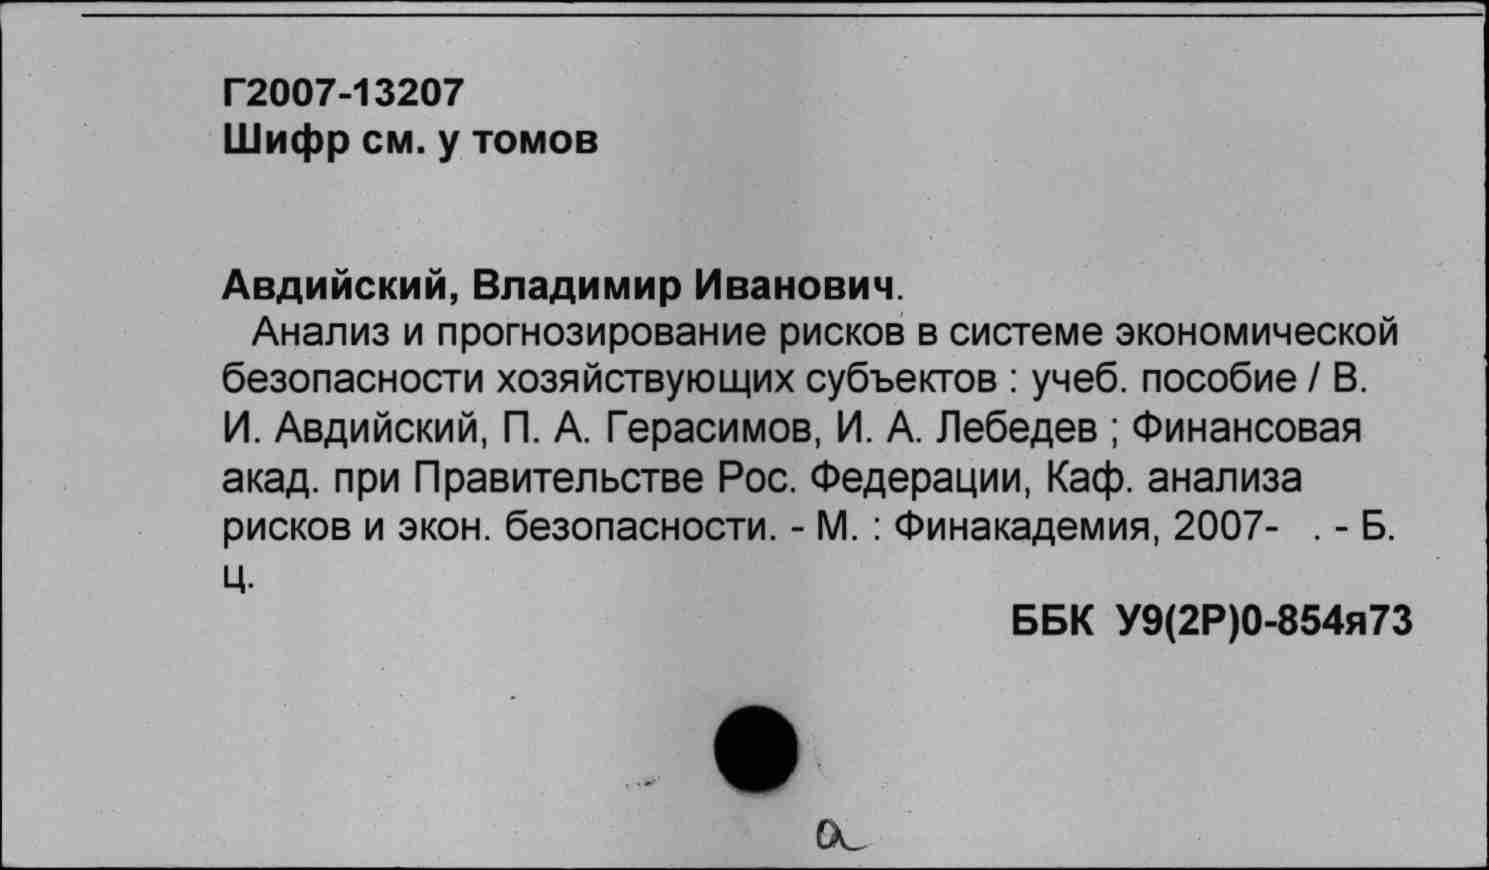 Г2007-13207
Шифр см. у томов
Авдийский, Владимир Иванович.
Анализ и прогнозирование рисков в системе экономической
безопасности хозяйствующих субъектов : учеб. пособие / В.
И. Авдийский, П. А. Герасимов, И. А. Лебедев ; Финансовая
акад. при Правительстве Рос. Федерации, Каф. анализа
рисков и экон. безопасности. - М. : Финакадемия, 2007- . - Б.
ц.
ББК У9(2Р)0-854я73
а